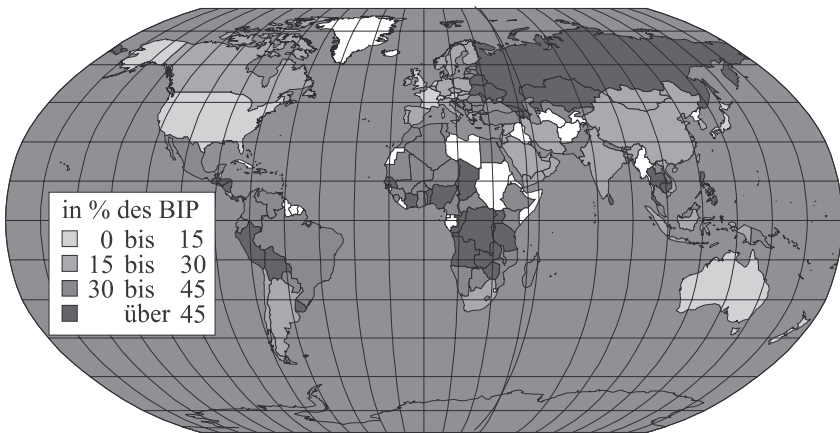 in % des BIP
0 bis 15
15 bis 30
30 bis 45
über 45